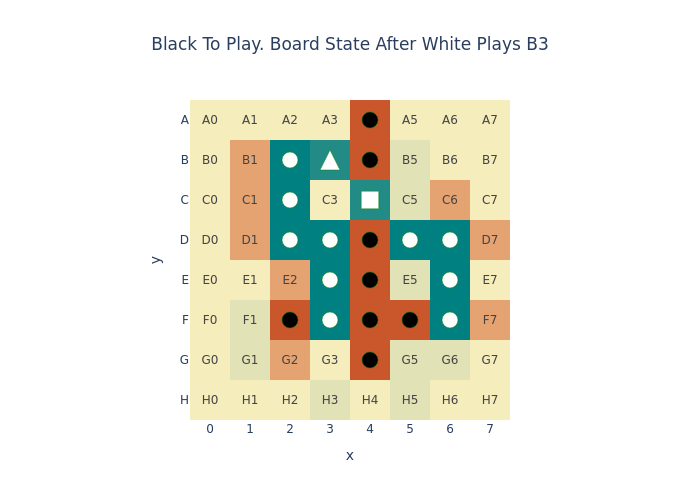 Black To Play. Board State After White Plays B3
A A0 A1 A2 A3 A5 A6 A7
B B0 B1 B5 B6 B7
C C0 C1 C3 C5 C6 C7
D D0 D1 D7
y
E E0 E1 E2 E5 E7
F F0 F1 F7
G G0 G1 G2 G3 G5 G6 G7
H H0 H1 H2 H3 H4 H5 H6 H7
0 1 2 3 4 5 6 7
x